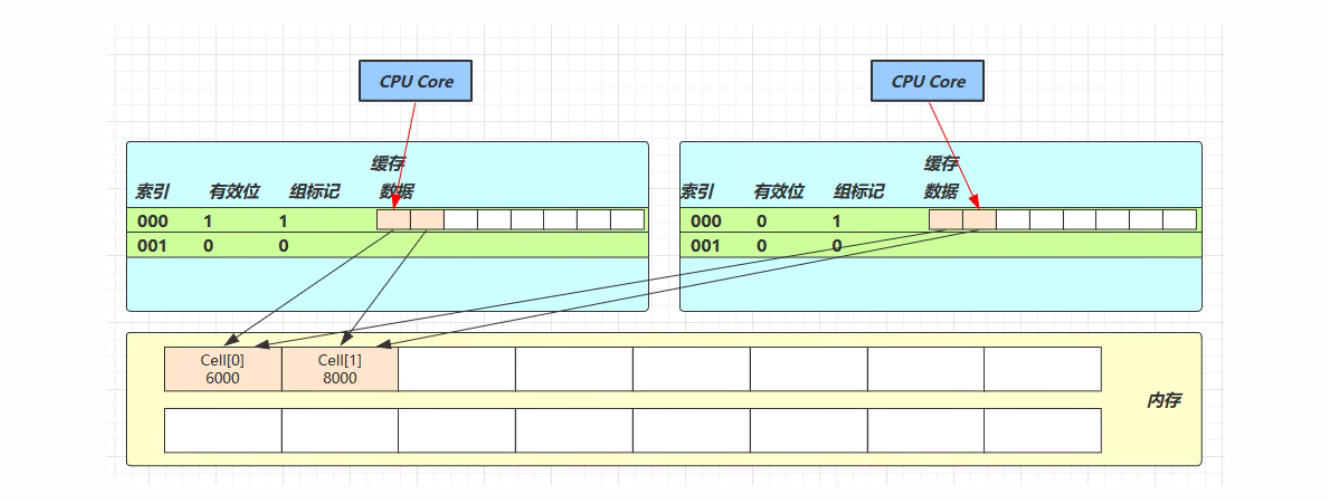 CPU Core CPU Core
缓存 缓存
索引 有效位 组标记 数据 索引 有效位 组标记 数据
000 1 1 000 0 1
001 0 0 001 0 0
Cell[0] Cell[1]
6000 8000
内存